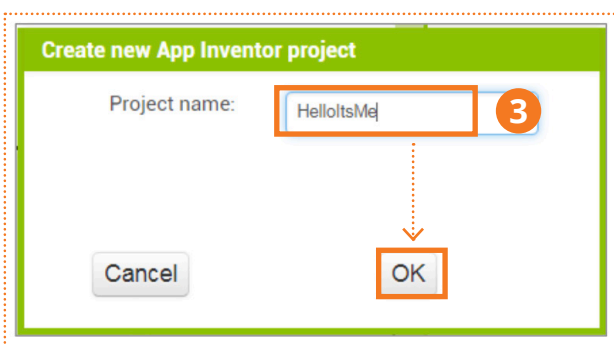 Create new App Inventor project
Project name: HelloItsMe 3
Cancel OK